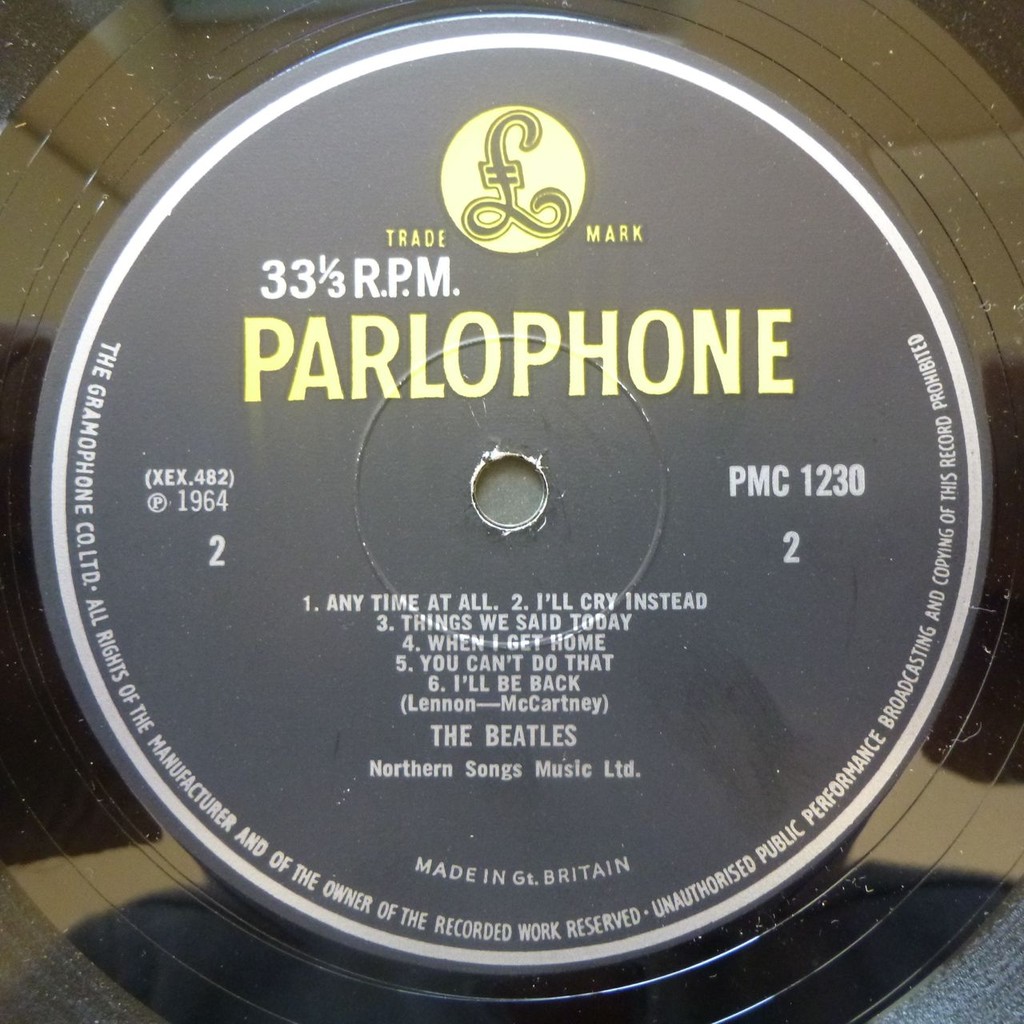 £
TRADE MARK
33⅓ R.P.M.
PARLOPHONE
(XEX.482)
℗ 1964
2
PMC 1230
2
1. ANY TIME AT ALL. 2. I'LL CRY INSTEAD
3. THINGS WE SAID TODAY
4. WHEN I GET HOME
5. YOU CAN'T DO THAT
6. I'LL BE BACK
(Lennon—McCartney)
THE BEATLES
Northern Songs Music Ltd.
MADE IN Gt. BRITAIN
THE GRAMOPHONE CO. LTD. · ALL RIGHTS OF THE MANUFACTURER AND OF THE OWNER OF THE RECORDED WORK RESERVED · UNAUTHORISED PUBLIC PERFORMANCE BROADCASTING AND COPYING OF THIS RECORD PROHIBITED